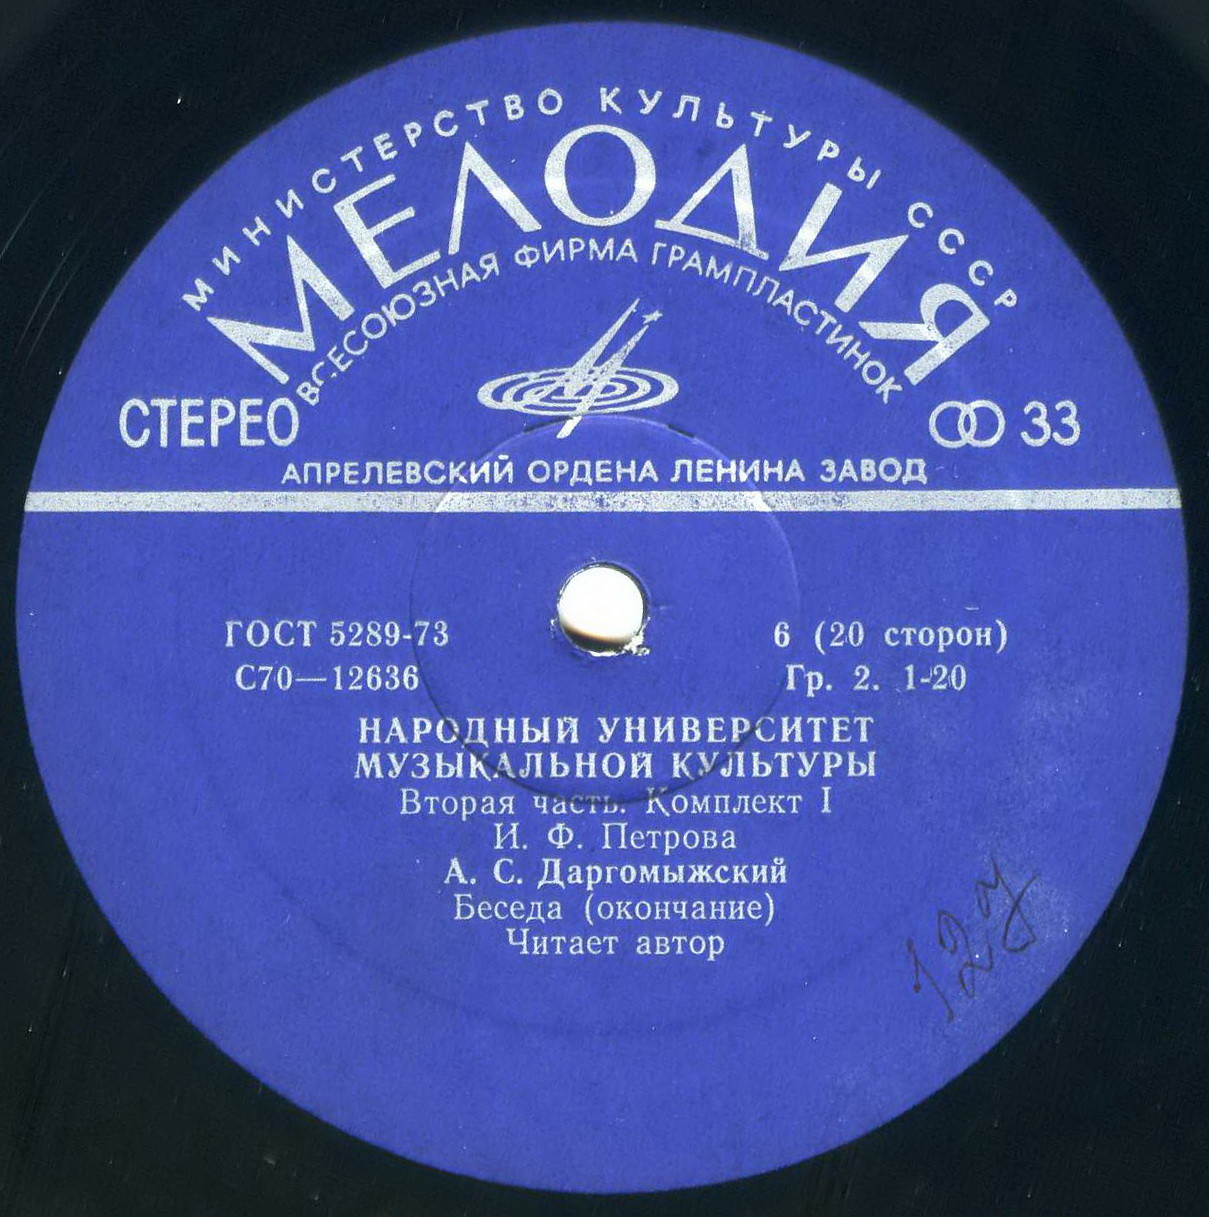 МИНИСТЕРСТВО КУЛЬТУРЫ СССР
МЕЛОДИЯ
ВСЕСОЮЗНАЯ ФИРМА ГРАМПЛАСТИНОК
СТЕРЕО
33
АПРЕЛЕВСКИЙ ОРДЕНА ЛЕНИНА ЗАВОД
ГОСТ 5289-73
6 (20 сторон)
С70—12636
Гр. 2. 1-20
НАРОДНЫЙ УНИВЕРСИТЕТ
МУЗЫКАЛЬНОЙ КУЛЬТУРЫ
Вторая часть. Комплект I
И. Ф. Петрова
А. С. Даргомыжский
Беседа (окончание)
Читает автор